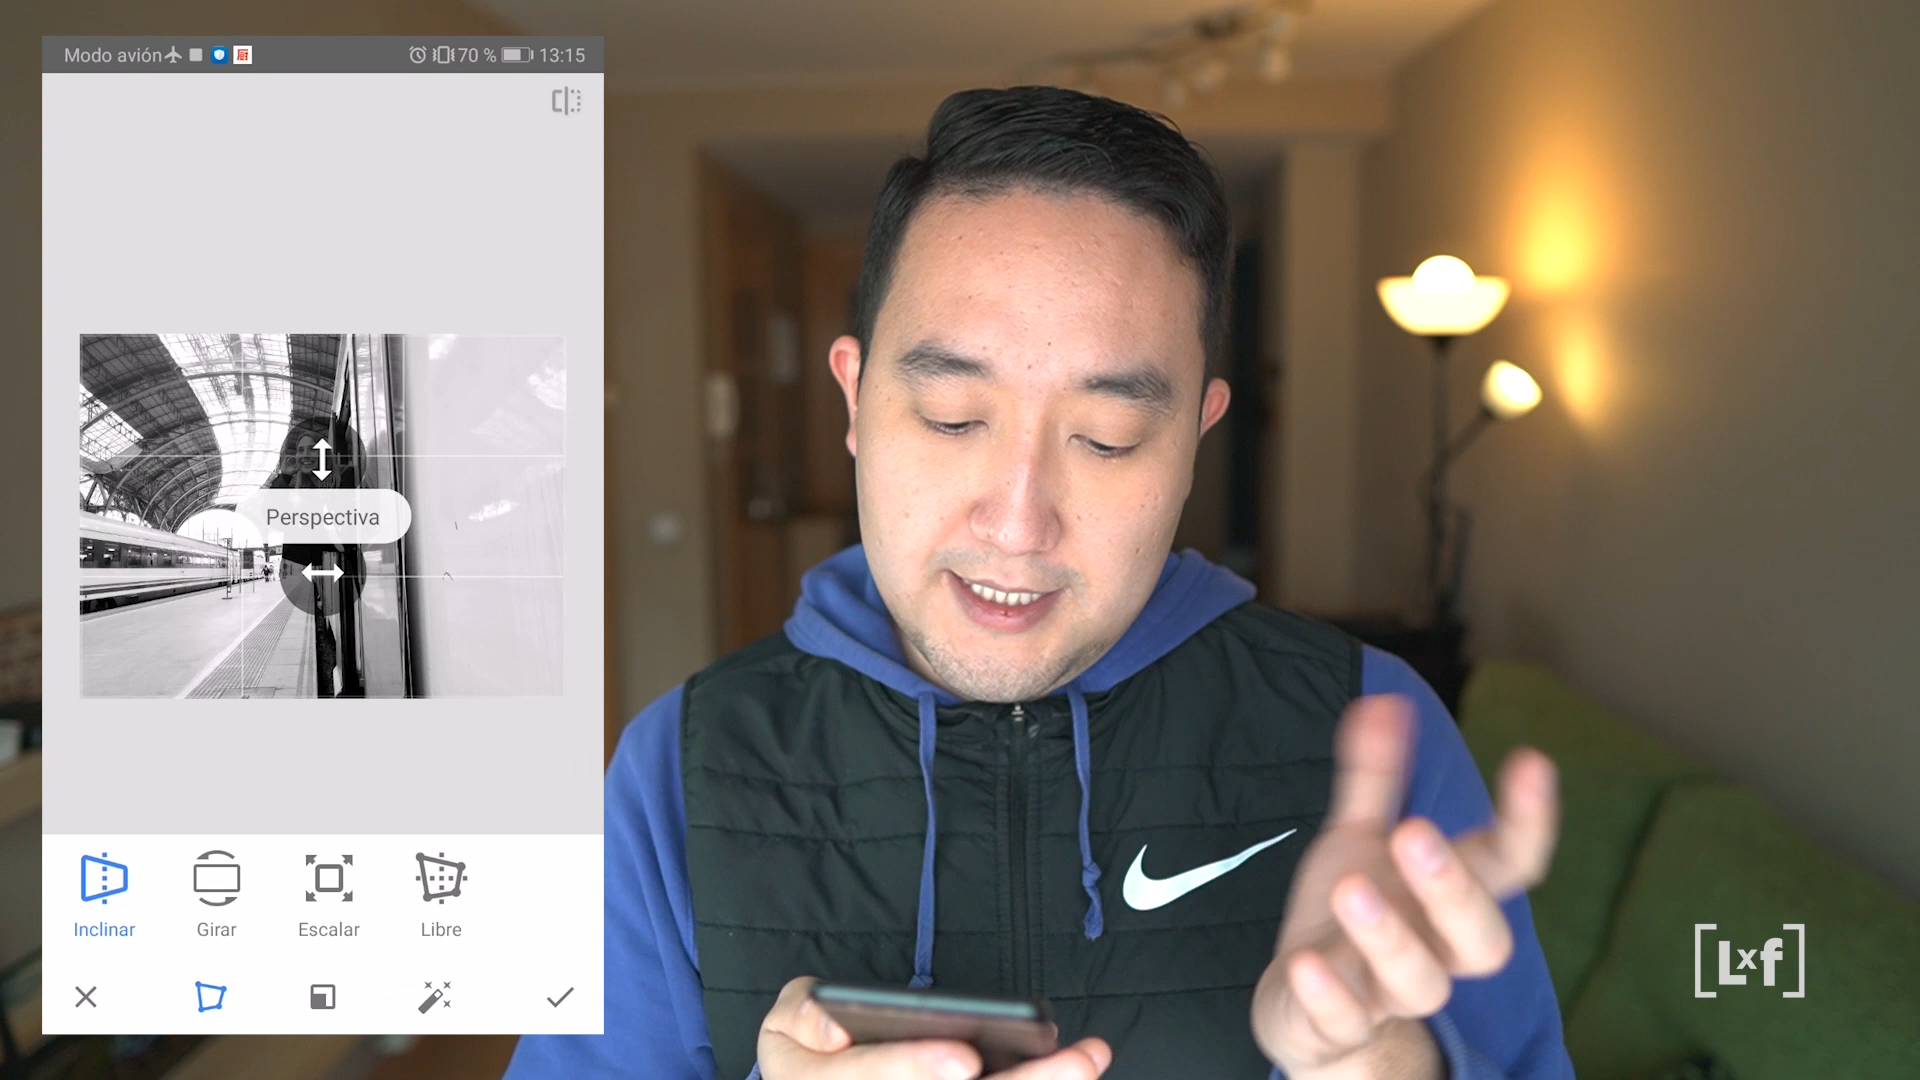 Modo avión 70 % 13:15
Perspectiva
Inclinar Girar Escalar Libre
[Lxf]